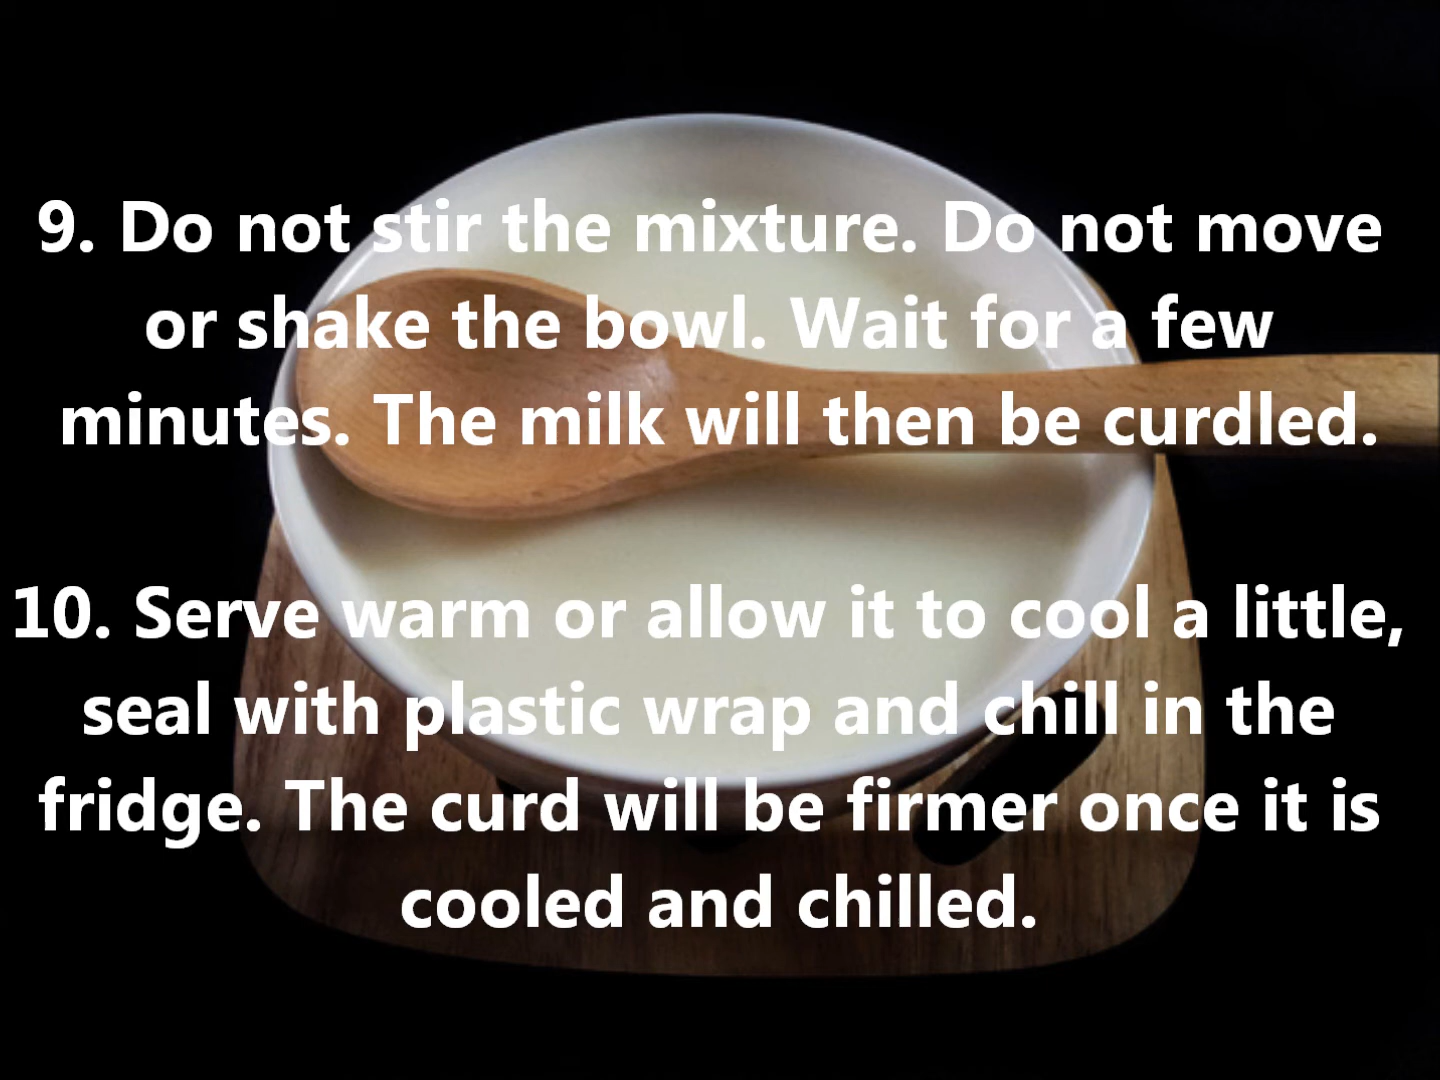 9. Do not stir the mixture. Do not move
or shake the bowl. Wait for a few
minutes. The milk will then be curdled.
10. Serve warm or allow it to cool a little,
seal with plastic wrap and chill in the
fridge. The curd will be firmer once it is
cooled and chilled.